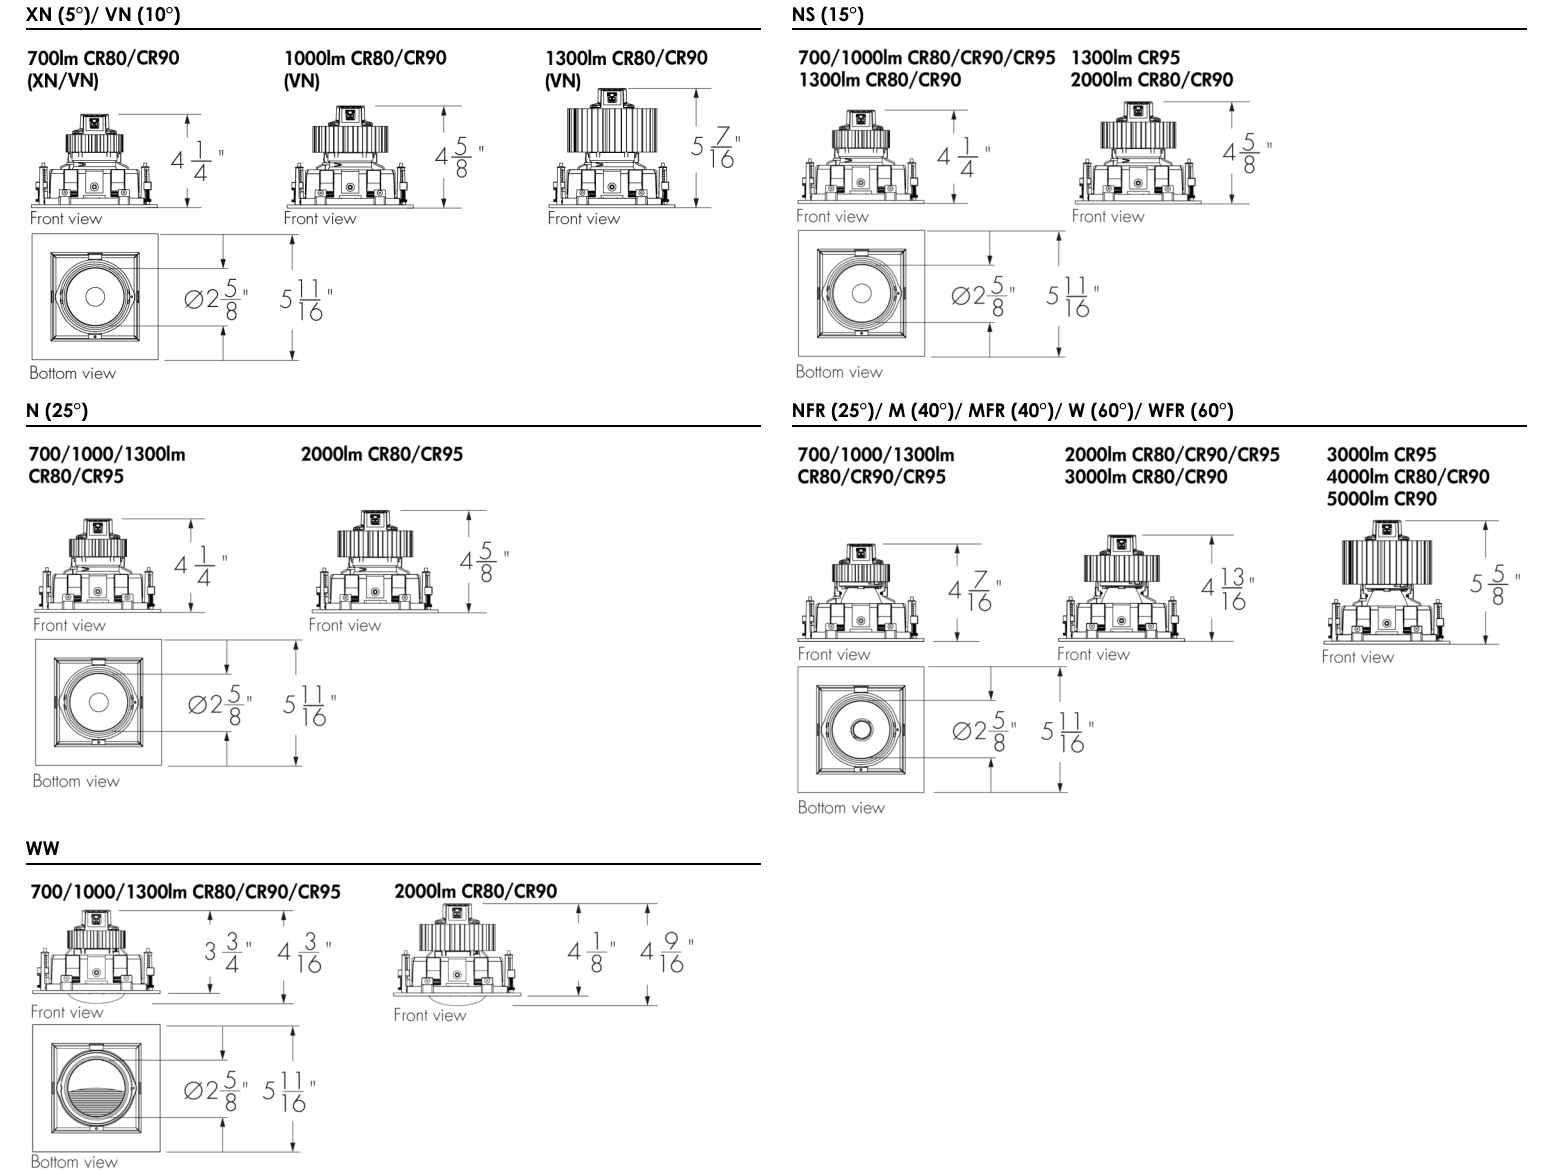 XN (5°)/ VN (10°)
700lm CR80/CR90
(XN/VN)
1000lm CR80/CR90
(VN)
1300lm CR80/CR90
(VN)
4 1/4 "
4 5/8 "
5 7/16 "
Front view
Front view
Front view
Ø2 5/8 "
5 11/16 "
Bottom view
NS (15°)
700/1000lm CR80/CR90/CR95
1300lm CR80/CR90
1300lm CR95
2000lm CR80/CR90
4 1/4 "
4 5/8 "
Front view
Front view
Ø2 5/8 "
5 11/16 "
Bottom view
N (25°)
700/1000/1300lm
CR80/CR95
2000lm CR80/CR95
4 1/4 "
4 5/8 "
Front view
Front view
Ø2 5/8 "
5 11/16 "
Bottom view
NFR (25°)/ M (40°)/ MFR (40°)/ W (60°)/ WFR (60°)
700/1000/1300lm
CR80/CR90/CR95
2000lm CR80/CR90/CR95
3000lm CR80/CR90
3000lm CR95
4000lm CR80/CR90
5000lm CR90
4 7/16 "
4 13/16 "
5 5/8 "
Front view
Front view
Front view
Ø2 5/8 "
5 11/16 "
Bottom view
WW
700/1000/1300lm CR80/CR90/CR95
2000lm CR80/CR90
3 3/4 "
4 3/16 "
4 1/8 "
4 9/16 "
Front view
Front view
Ø2 5/8 "
5 11/16 "
Bottom view